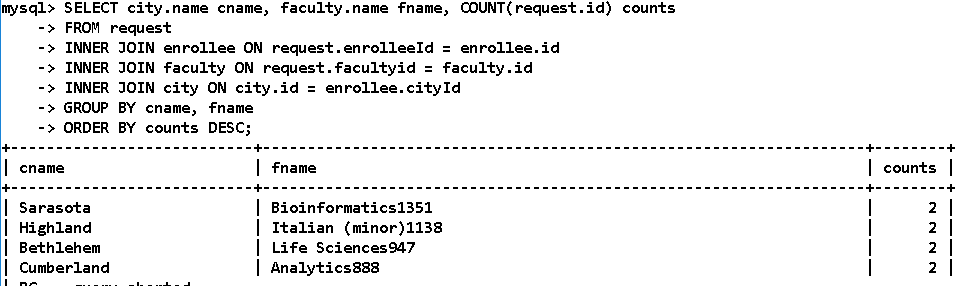 mysql> SELECT city.name cname, faculty.name fname, COUNT(request.id) counts
-> FROM request
-> INNER JOIN enrollee ON request.enrolleeId = enrollee.id
-> INNER JOIN faculty ON request.facultyid = faculty.id
-> INNER JOIN city ON city.id = enrollee.cityId
-> GROUP BY cname, fname
-> ORDER BY counts DESC;
| cname | fname | counts |
| Sarasota | Bioinformatics1351 | 2 |
| Highland | Italian (minor)1138 | 2 |
| Bethlehem | Life Sciences947 | 2 |
| Cumberland | Analytics888 | 2 |